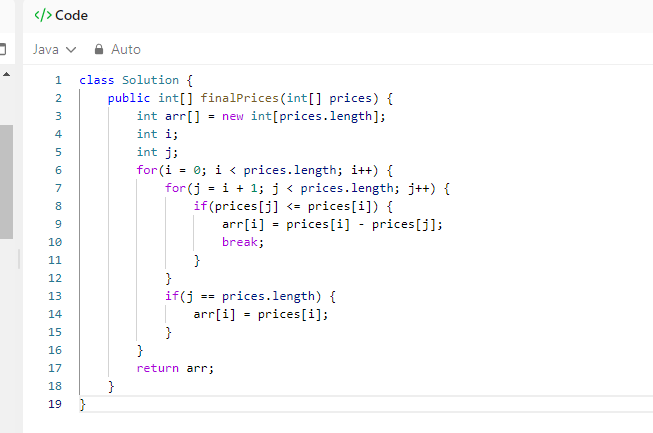 </> Code
Java Auto
1 class Solution {
2     public int[] finalPrices(int[] prices) {
3         int arr[] = new int[prices.length];
4         int i;
5         int j;
6         for(i = 0; i < prices.length; i++) {
7             for(j = i + 1; j < prices.length; j++) {
8                 if(prices[j] <= prices[i]) {
9                     arr[i] = prices[i] - prices[j];
10                     break;
11                 }
12             }
13             if(j == prices.length) {
14                 arr[i] = prices[i];
15             }
16         }
17         return arr;
18     }
19 }